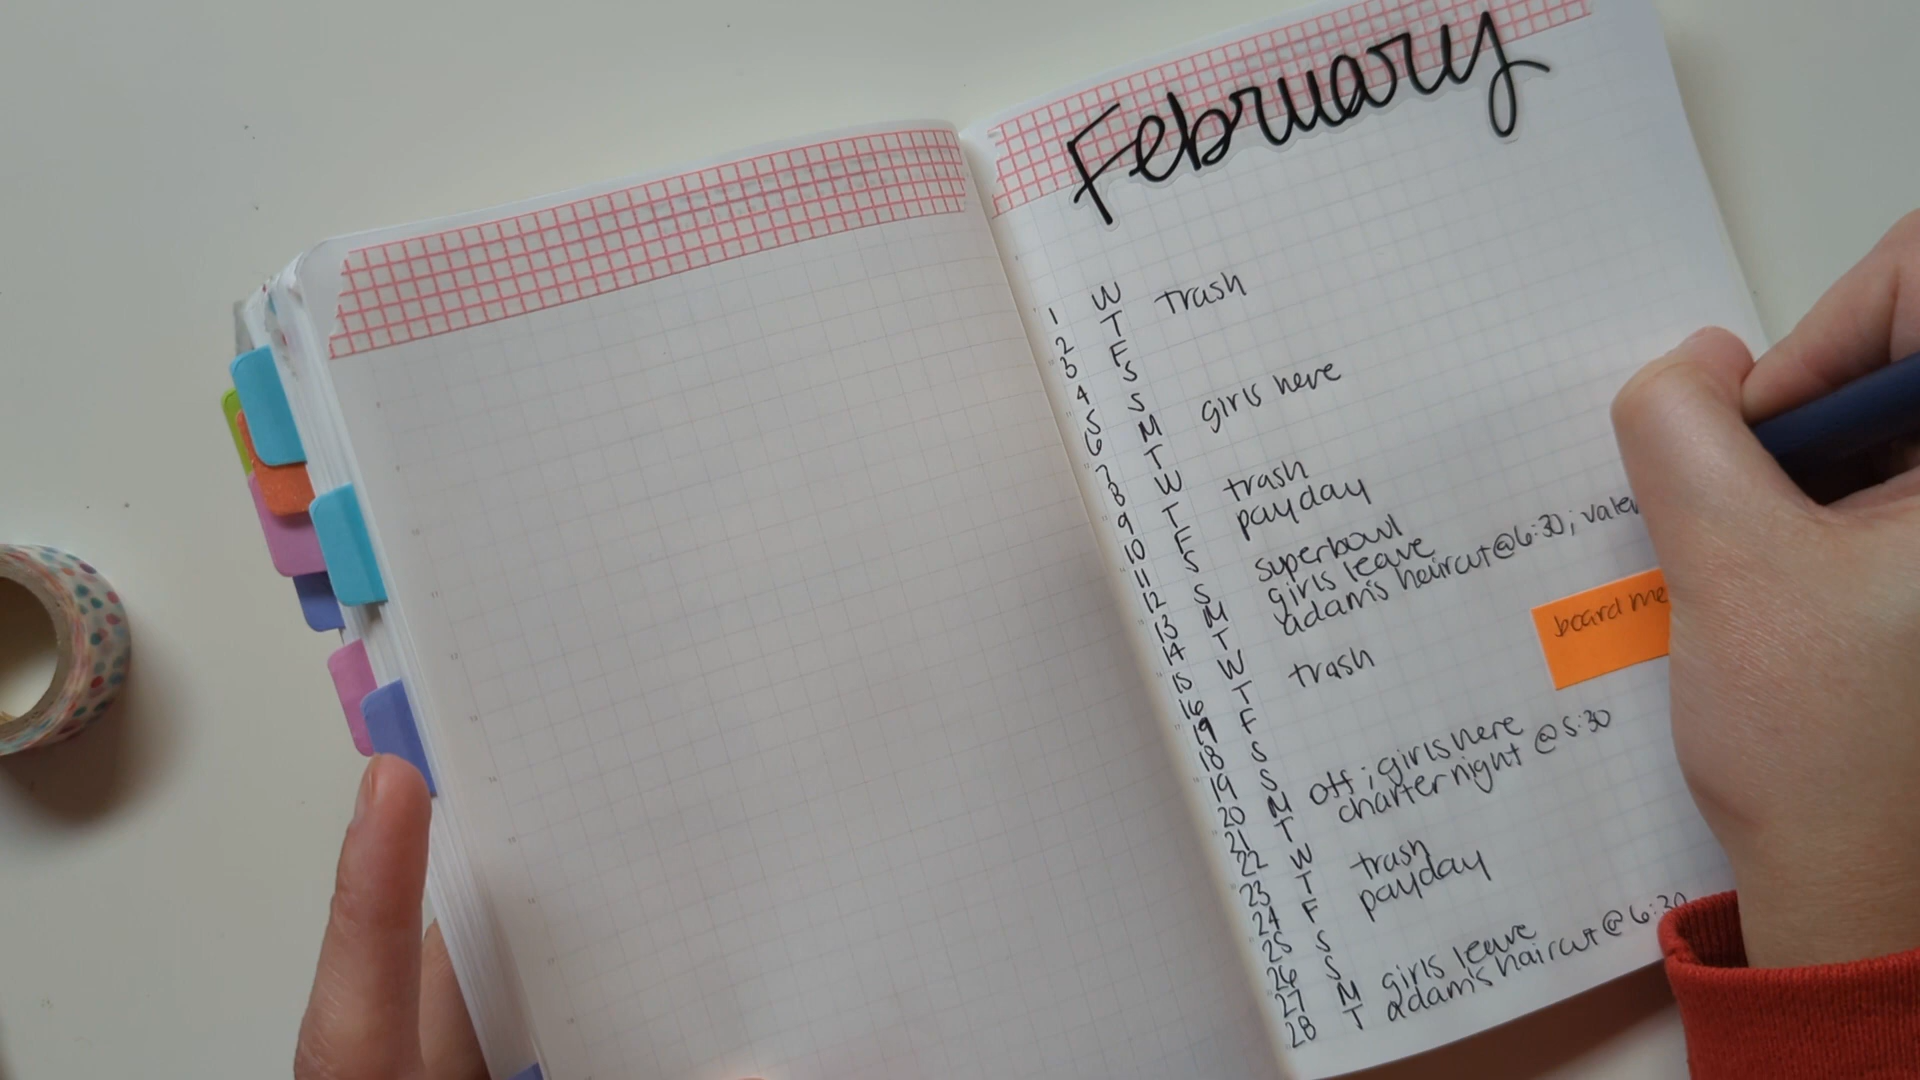 February
1 W trash
2 T
3 F
4 S
5 S
6 M girls here
7 T
8 W trash
9 T payday
10 F
11 S
12 S superbowl
13 M girls leave
14 T adam's haircut @ 6:30;
15 W trash
16 T board
17 F
18 S
19 S
20 M off; girls here
21 T charter night @ 5:30
22 W trash
23 T payday
24 F
25 S
26 S
27 M girls leave
28 T adam's haircut @ 6:30